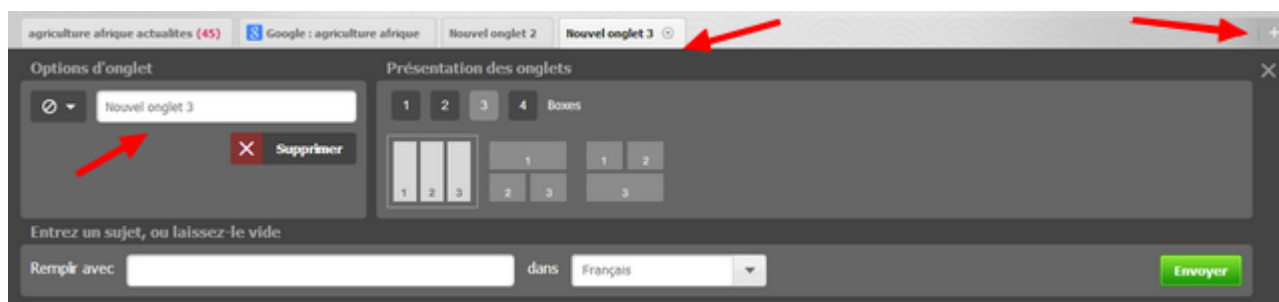 agriculture afrique actualites (45) Google : agriculture afrique Nouvel onglet 2 Nouvel onglet 3 +
Options d'onglet Présentation des onglets
Nouvel onglet 3 1 2 3 4 Boxes
Supprimer
1 1 2
1 2 3 2 3 3
Entrez un sujet, ou laissez-le vide
Remplir avec dans Français Envoyer